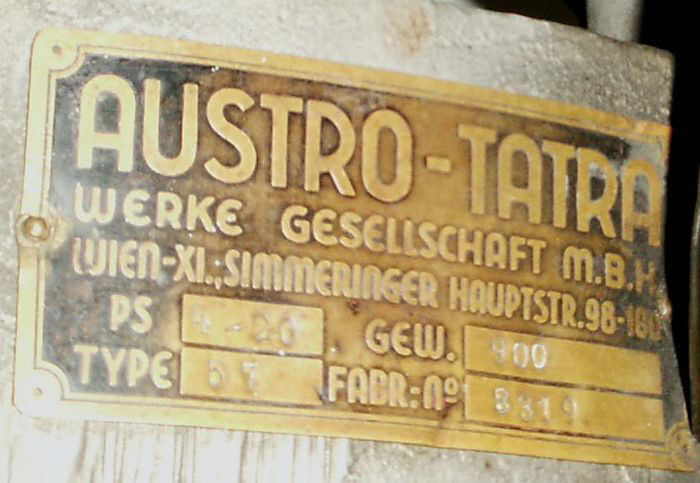 AUSTRO-TATRA
WERKE GESELLSCHAFT M.B.H.
WIEN-XI., SIMMERINGER HAUPTSTR. 98-100
PS 4-20 GEW. 900
TYPE 57 FABR: Nº 3319